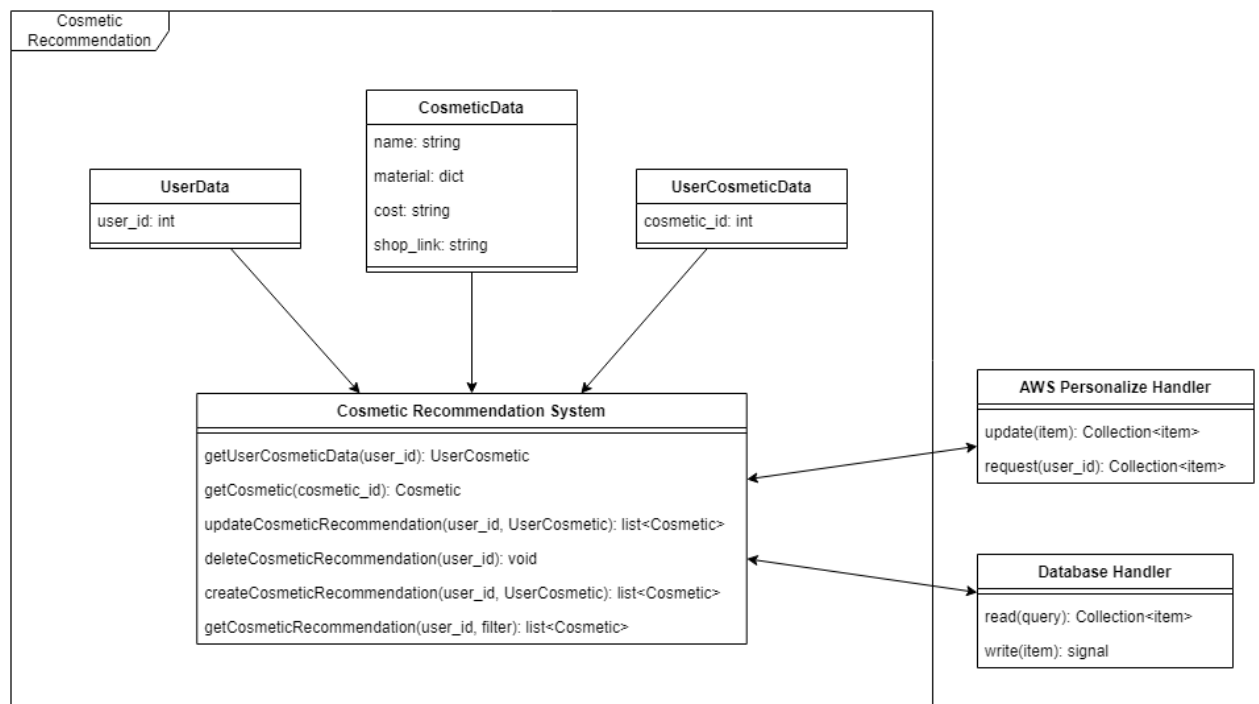 Cosmetic
Recommendation
CosmeticData
name: string
material: dict
cost: string
shop_link: string
UserData
user_id: int
UserCosmeticData
cosmetic_id: int
Cosmetic Recommendation System
getUserCosmeticData(user_id): UserCosmetic
getCosmetic(cosmetic_id): Cosmetic
updateCosmeticRecommendation(user_id, UserCosmetic): list<Cosmetic>
deleteCosmeticRecommendation(user_id): void
createCosmeticRecommendation(user_id, UserCosmetic): list<Cosmetic>
getCosmeticRecommendation(user_id, filter): list<Cosmetic>
AWS Personalize Handler
update(item): Collection<item>
request(user_id): Collection<item>
Database Handler
read(query): Collection<item>
write(item): signal